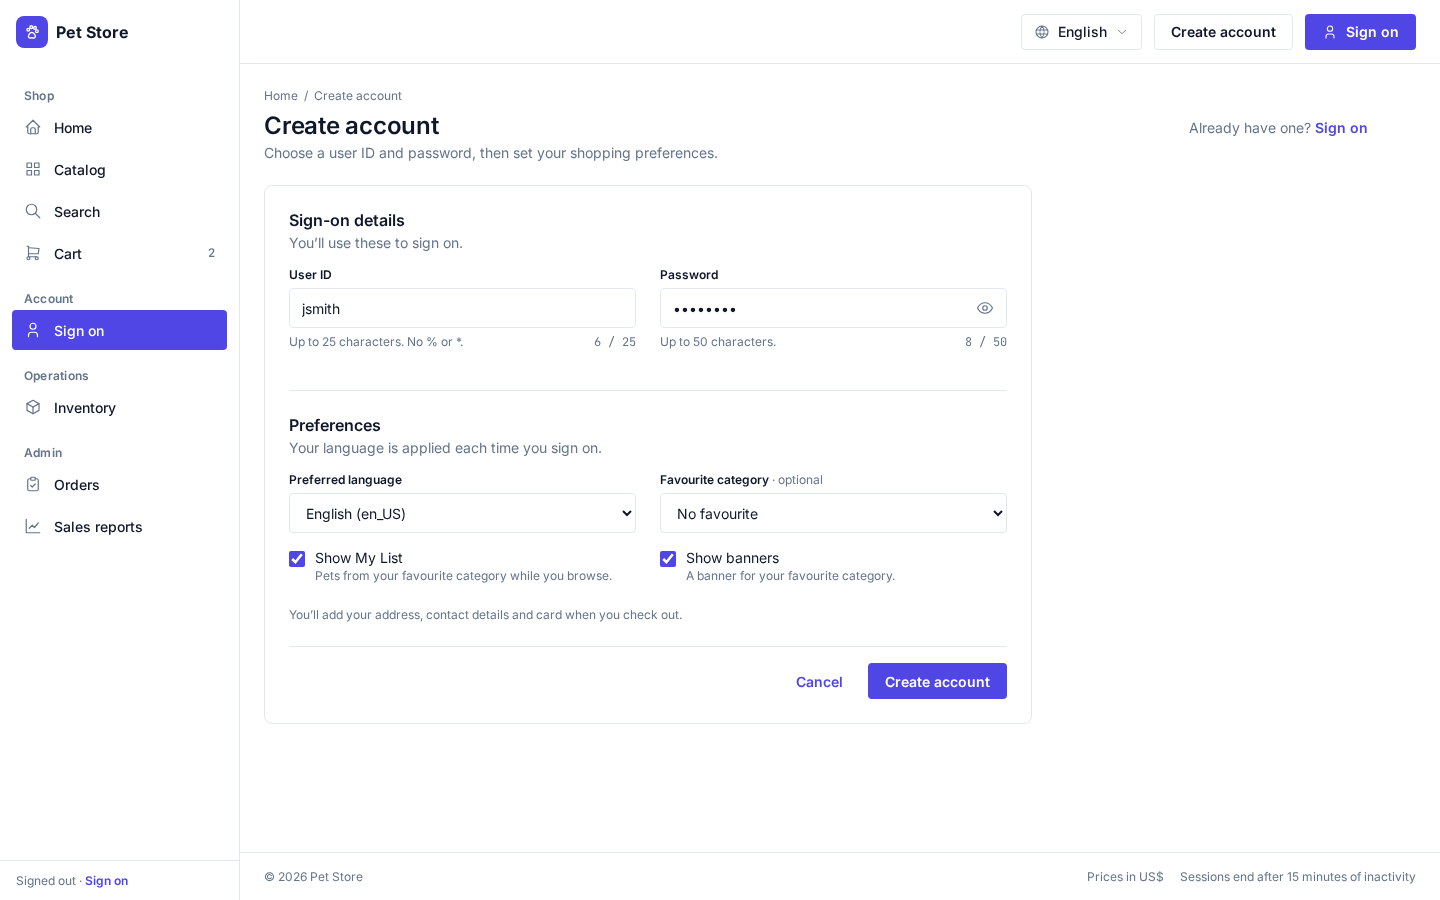 Pet Store
Shop
Home
Catalog
Search
Cart 2
Account
Sign on
Operations
Inventory
Admin
Orders
Sales reports
Signed out · Sign on
English
Create account
Sign on
Home / Create account
Create account
Already have one? Sign on
Choose a user ID and password, then set your shopping preferences.
Sign-on details
You’ll use these to sign on.
User ID
Password
jsmith
••••••••
Up to 25 characters. No % or *. 6 / 25
Up to 50 characters. 8 / 50
Preferences
Your language is applied each time you sign on.
Preferred language
Favourite category · optional
English (en_US)
No favourite
Show My List
Pets from your favourite category while you browse.
Show banners
A banner for your favourite category.
You’ll add your address, contact details and card when you check out.
Cancel
Create account
© 2026 Pet Store
Prices in US$
Sessions end after 15 minutes of inactivity